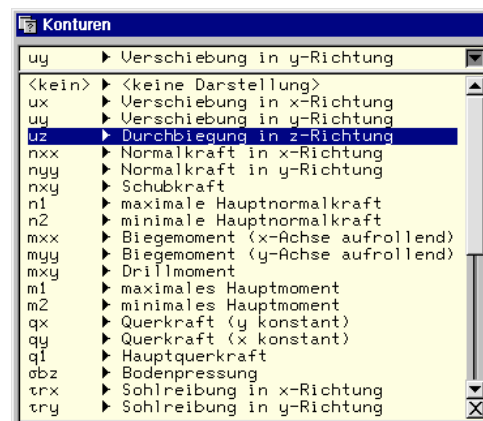 Konturen
uy ▶ Verschiebung in y-Richtung
<kein> ▶ <keine Darstellung>
ux ▶ Verschiebung in x-Richtung
uy ▶ Verschiebung in y-Richtung
uz ▶ Durchbiegung in z-Richtung
nxx ▶ Normalkraft in x-Richtung
nyy ▶ Normalkraft in y-Richtung
nxy ▶ Schubkraft
n1 ▶ maximale Hauptnormalkraft
n2 ▶ minimale Hauptnormalkraft
mxx ▶ Biegemoment (x-Achse aufrollend)
myy ▶ Biegemoment (y-Achse aufrollend)
mxy ▶ Drillmoment
m1 ▶ maximales Hauptmoment
m2 ▶ minimales Hauptmoment
qx ▶ Querkraft (y konstant)
qy ▶ Querkraft (x konstant)
q1 ▶ Hauptquerkraft
σbz ▶ Bodenpressung
τrx ▶ Sohlreibung in x-Richtung
τry ▶ Sohlreibung in y-Richtung